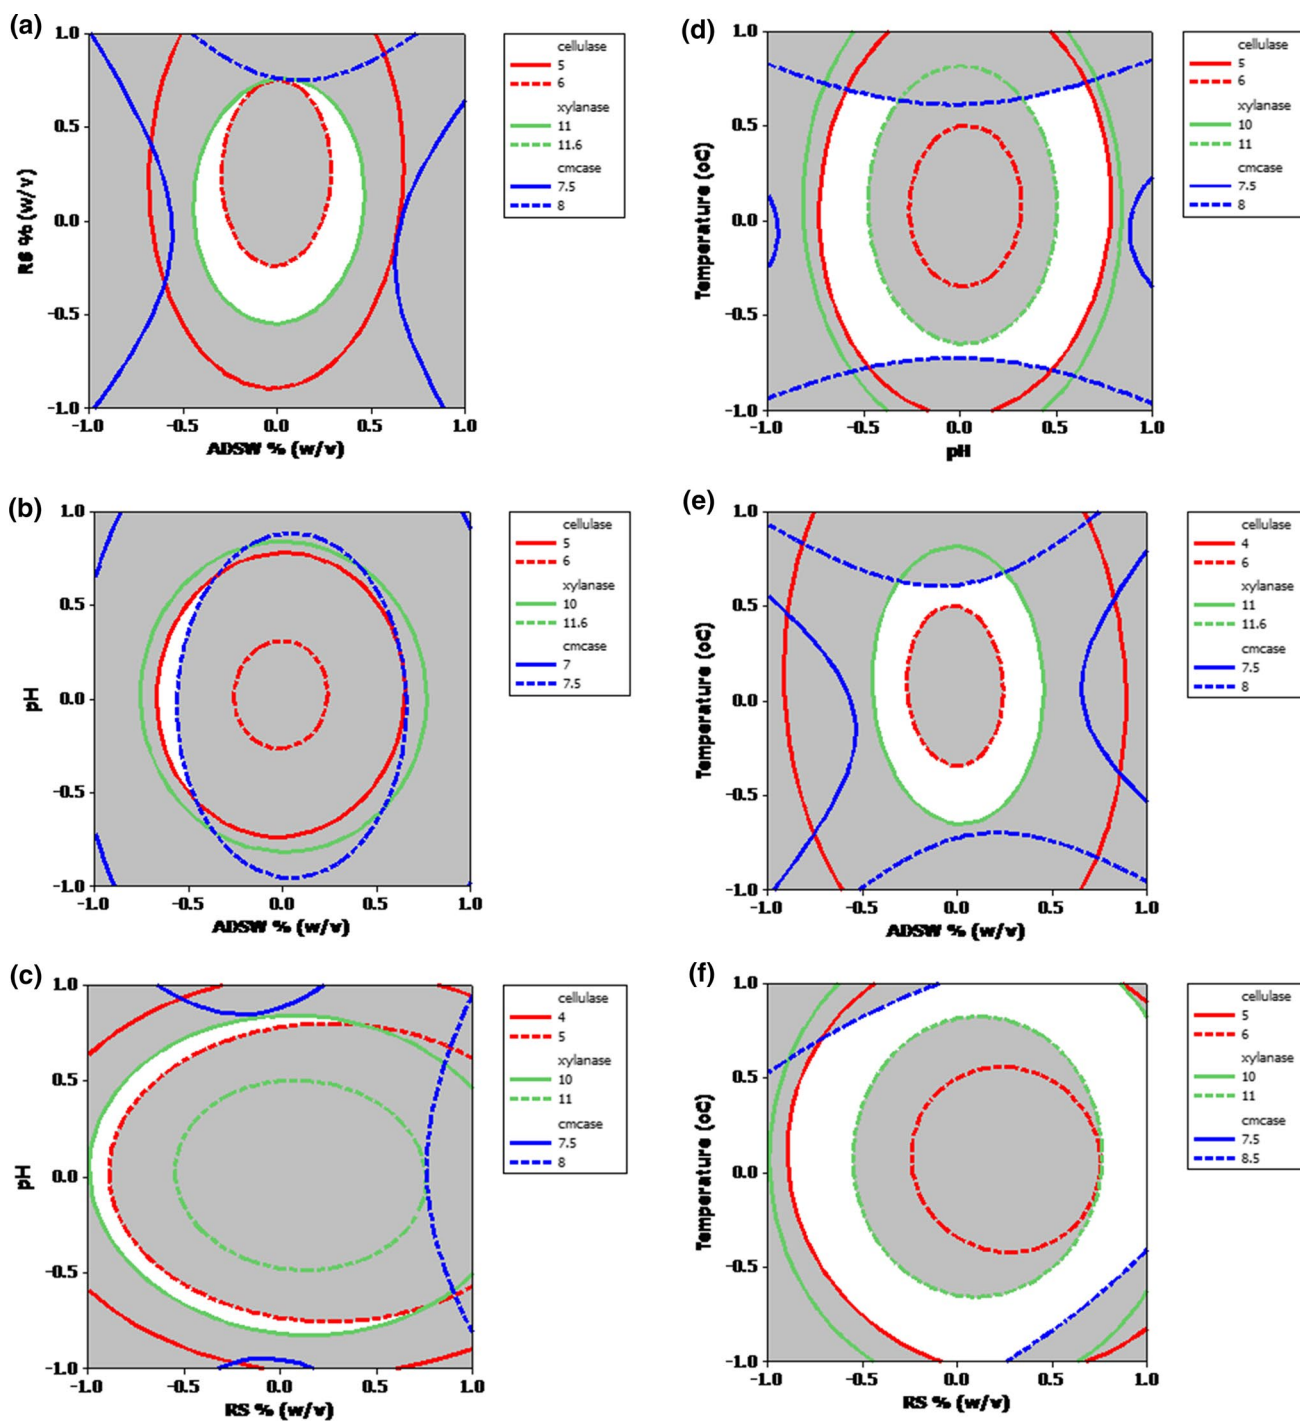 (a)
1.0
0.5
0.0
-0.5
-1.0
RS % (w/v)
-1.0 -0.5 0.0 0.5 1.0
ADSW % (w/v)
cellulase
5
6
xylanase
11
11.6
cmcase
7.5
8
(d)
1.0
0.5
0.0
-0.5
-1.0
Temperature (oC)
-1.0 -0.5 0.0 0.5 1.0
pH
cellulase
5
6
xylanase
10
11
cmcase
7.5
8
(b)
1.0
0.5
0.0
-0.5
-1.0
pH
-1.0 -0.5 0.0 0.5 1.0
ADSW % (w/v)
cellulase
5
6
xylanase
10
11.6
cmcase
7
7.5
(e)
1.0
0.5
0.0
-0.5
-1.0
Temperature (oC)
-1.0 -0.5 0.0 0.5 1.0
ADSW % (w/v)
cellulase
4
6
xylanase
11
11.6
cmcase
7.5
8
(c)
1.0
0.5
0.0
-0.5
-1.0
pH
-1.0 -0.5 0.0 0.5 1.0
RS % (w/v)
cellulase
4
5
xylanase
10
11
cmcase
7.5
8
(f)
1.0
0.5
0.0
-0.5
-1.0
Temperature (oC)
-1.0 -0.5 0.0 0.5 1.0
RS % (w/v)
cellulase
5
6
xylanase
10
11
cmcase
7.5
8.5